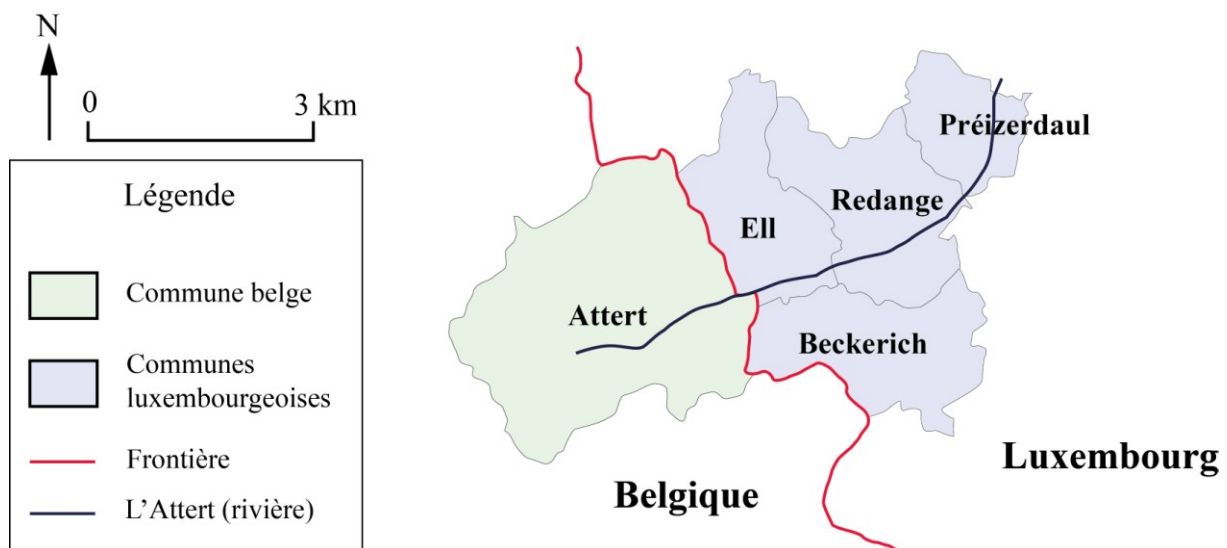 N
0
3 km
Légende
Commune belge
Communes
luxembourgeoises
Frontière
L'Attert (rivière)
Préizerdaul
Redange
Ell
Attert
Beckerich
Luxembourg
Belgique